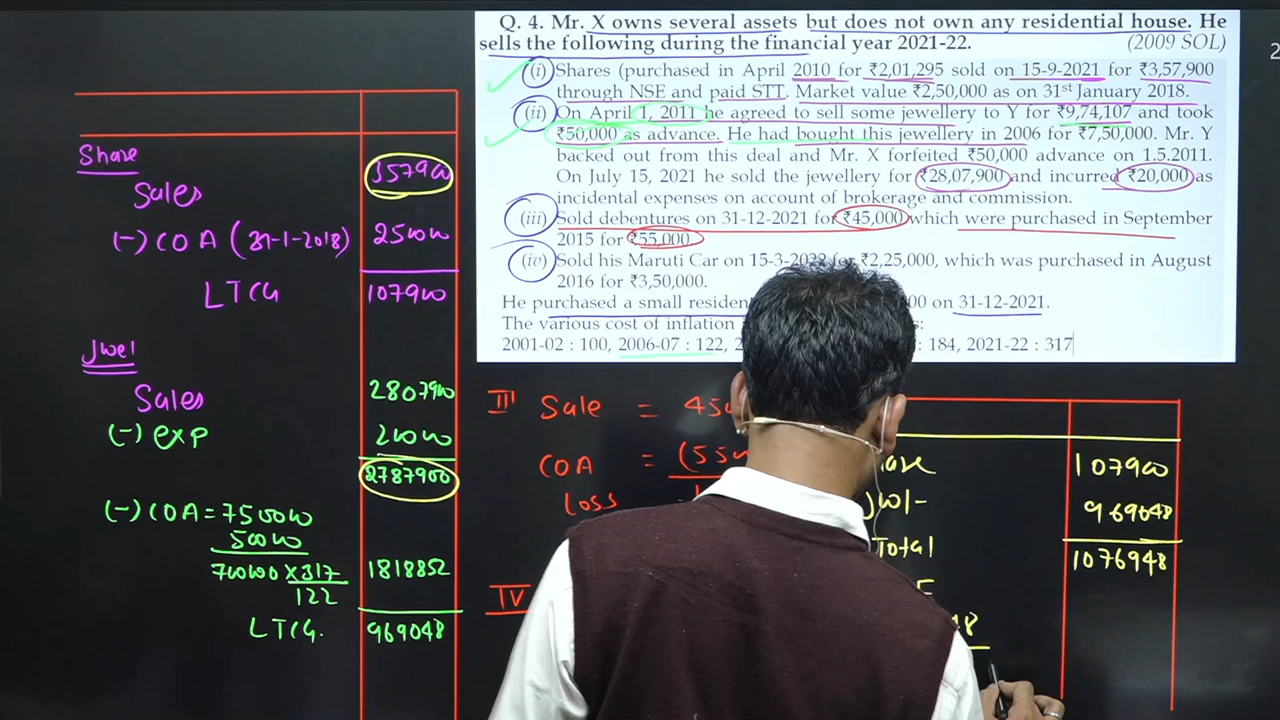 Q. 4. Mr. X owns several assets but does not own any residential house. He
sells the following during the financial year 2021-22. (2009 SOL)
(i) Shares (purchased in April 2010 for ₹2,01,295 sold on 15-9-2021 for ₹3,57,900
through NSE and paid STT. Market value ₹2,50,000 as on 31st January 2018.
(ii) On April 1, 2011 he agreed to sell some jewellery to Y for ₹9,74,107 and took
₹50,000 as advance. He had bought this jewellery in 2006 for ₹7,50,000. Mr. Y
backed out from this deal and Mr. X forfeited ₹50,000 advance on 1.5.2011.
On July 15, 2021 he sold the jewellery for ₹28,07,900 and incurred ₹20,000 as
incidental expenses on account of brokerage and commission.
(iii) Sold debentures on 31-12-2021 for ₹45,000 which were purchased in September
2015 for ₹55,000.
(iv) Sold his Maruti Car on 15-3-2022 for ₹2,25,000, which was purchased in August
2016 for ₹3,50,000.
He purchased a small on 31-12-2021.
The various cost of inflation
2001-02 : 100, 2006-07 : 122, : 184, 2021-22 : 317
Share
Sales 357900
(-) COA (31-1-2018) 250000
LTCG 107900
Jwel
Sales 2807900
(-) exp 20000
2787900
(-) COA = 750000
50000
700000 × 317 1818852
122
LTCG. 969048
III Sale =
COA =
Loss
IV
107900
Jwl- 969048
Total 1076948